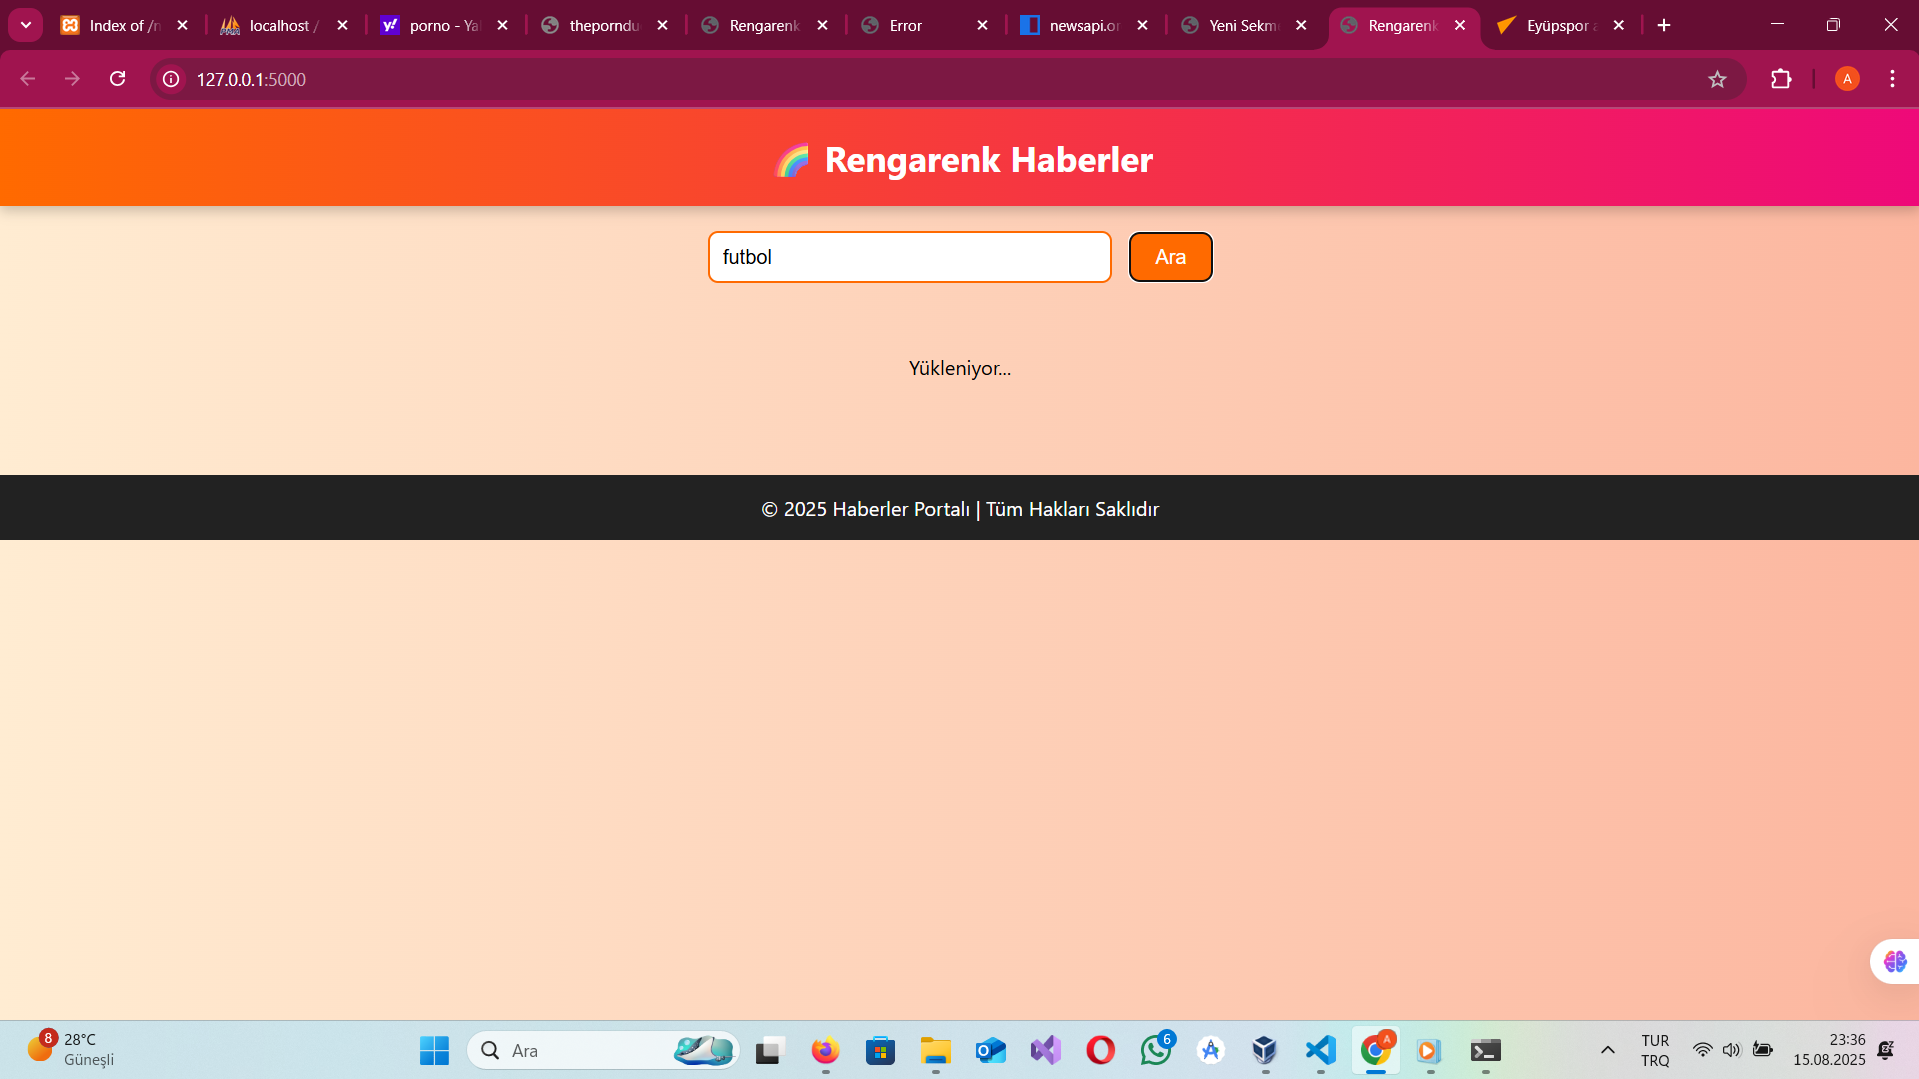 Index of /n
localhost /
porno - Ya
thepornd
Rengarenk
Error
newsapi.or
Yeni Sekm
Rengarenk
Eyüpspor a
127.0.0.1:5000
A
🌈 Rengarenk Haberler
futbol
Ara
Yükleniyor...
© 2025 Haberler Portalı | Tüm Hakları Saklıdır
8
28°C
Güneşli
Ara
6
A
TUR
TRQ
23:36
15.08.2025